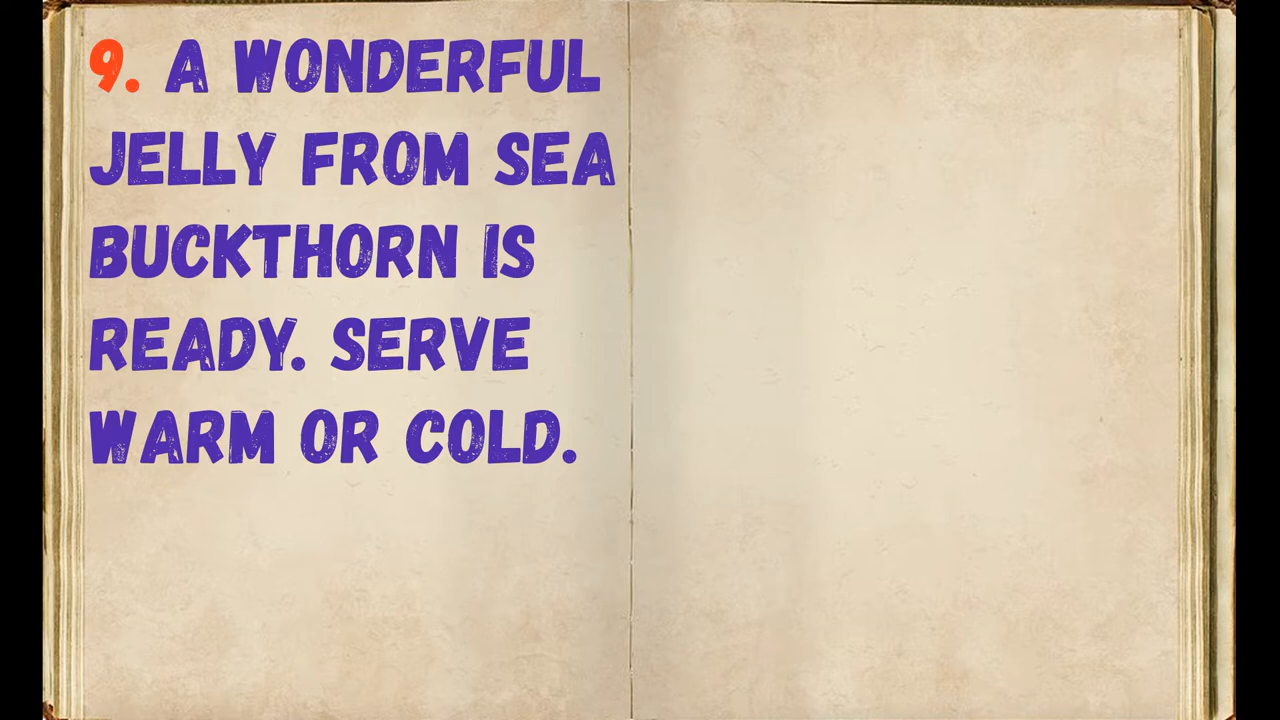 9. A WONDERFUL
JELLY FROM SEA
BUCKTHORN IS
READY. SERVE
WARM OR COLD.